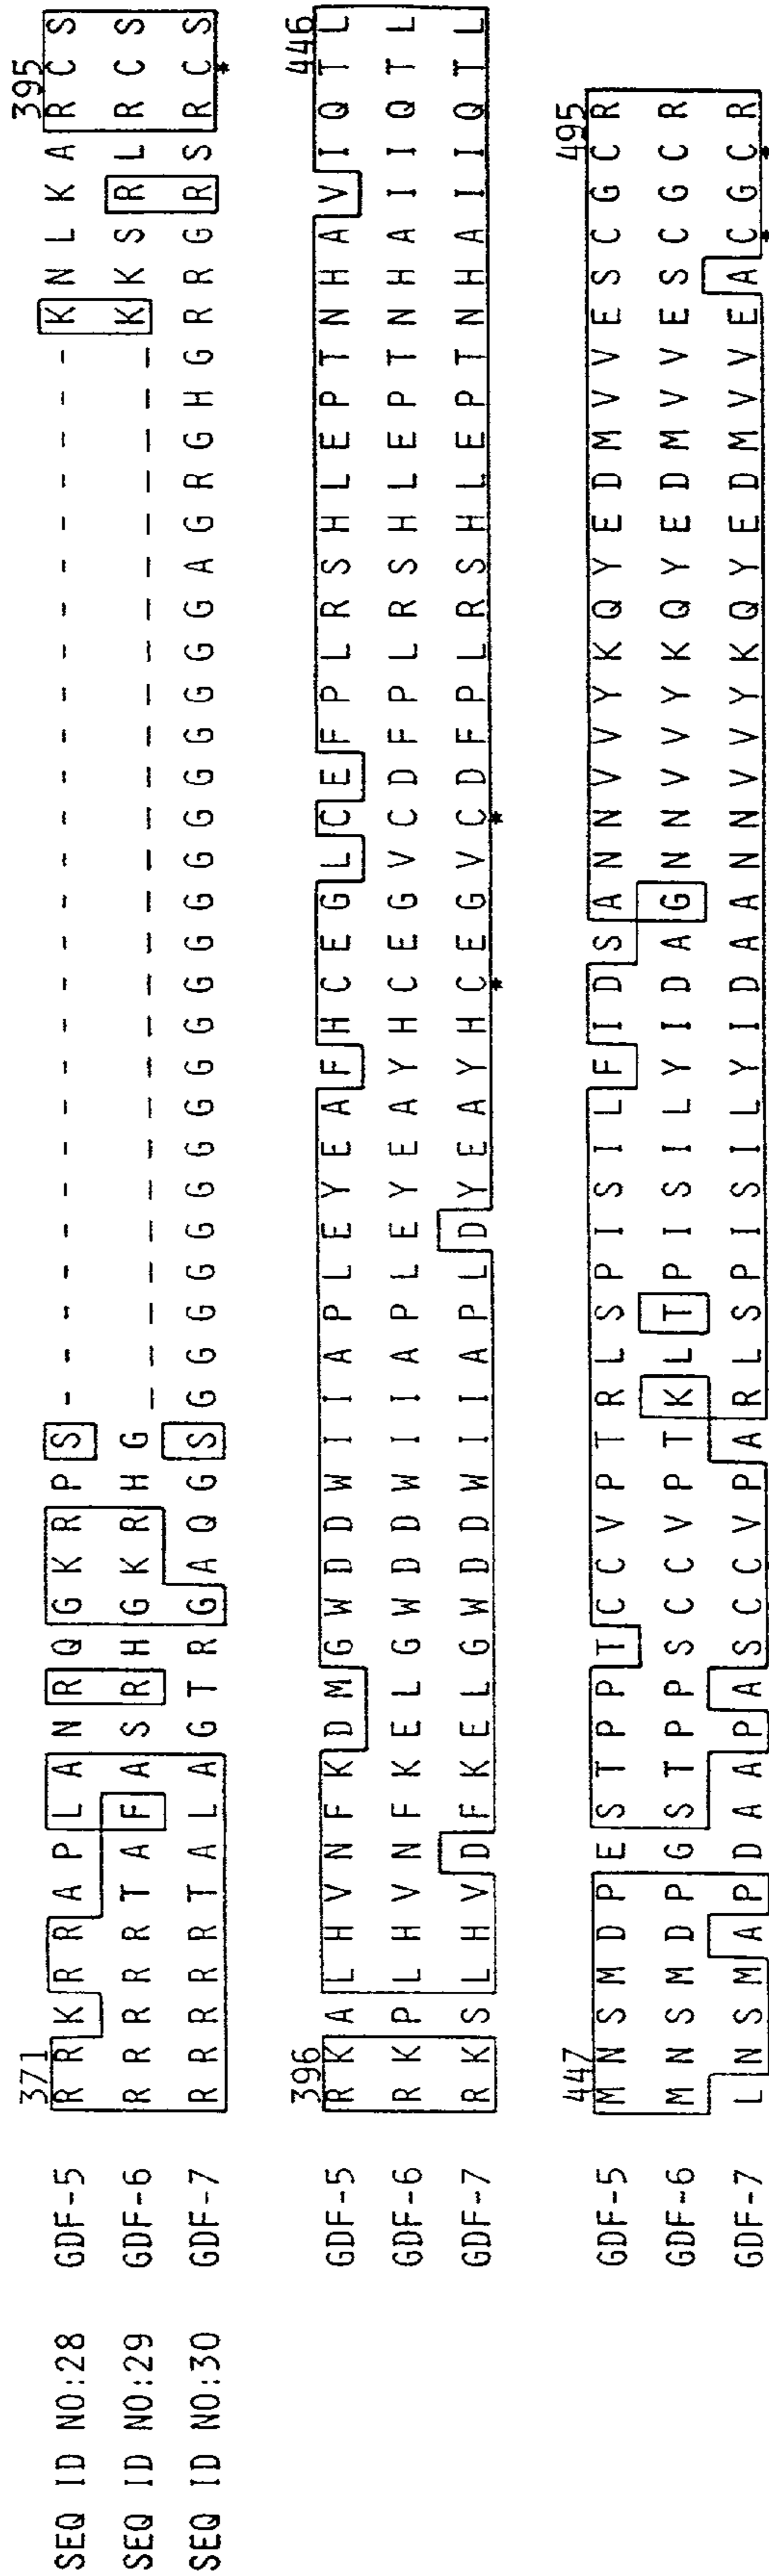 371 395
SEQ ID NO:28 GDF-5 R R K R R A P L A N R Q G K R P S - - - - - - - - - - - - - - - - - - - - - - - - - - K N L K A R C S
SEQ ID NO:29 GDF-6 R R R R R T A F A S R H G K R H G - - - - - - - - - - - - - - - - - - - - - - - - - - K K S R L R C S
SEQ ID NO:30 GDF-7 R R R R R T A L A G T R G A Q G S G G G G G G G G G G G G G G G G G G G G A G R G H G R R G R S R C S
*
396 446
GDF-5 R K A L H V N F K D M G W D D W I I A P L E Y E A F H C E G L C E F P L R S H L E P T N H A V I Q T L
GDF-6 R K P L H V N F K E L G W D D W I I A P L E Y E A Y H C E G V C D F P L R S H L E P T N H A I I Q T L
GDF-7 R K S L H V D F K E L G W D D W I I A P L D Y E A Y H C E G V C D F P L R S H L E P T N H A I I Q T L
* *
447 495
GDF-5 M N S M D P E S T P P T C C V P T R L S P I S I L F I D S A N N V V Y K Q Y E D M V V E S C G C R
GDF-6 M N S M D P G S T P P S C C V P T K L T P I S I L Y I D A G N N V V Y K Q Y E D M V V E S C G C R
GDF-7 L N S M A P D A A P A S C C V P A R L S P I S I L Y I D A A N N V V Y K Q Y E D M V V E A C G C R
* *